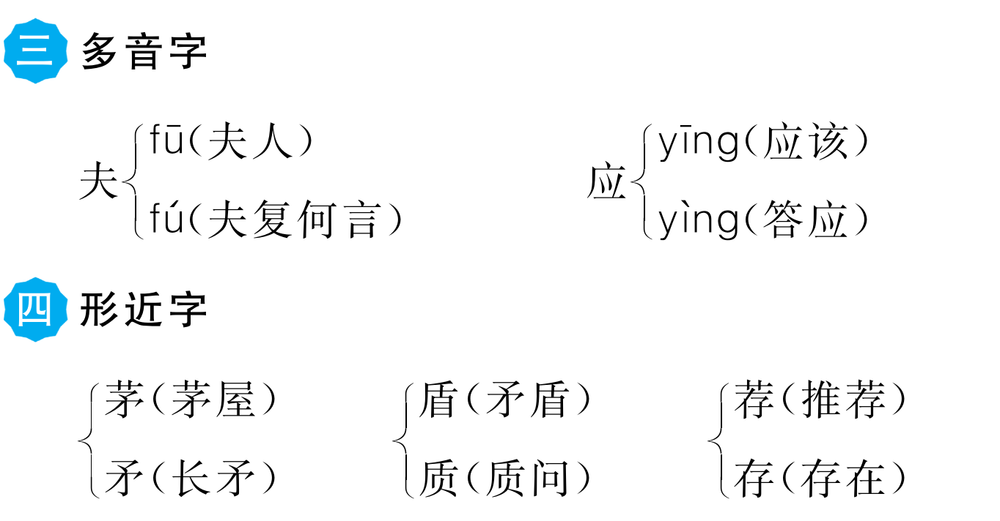 三 多音字
夫 fū(夫人) 应 yīng(应该)
fú(夫复何言) yìng(答应)
四 形近字
茅(茅屋) 盾(矛盾) 荐(推荐)
矛(长矛) 质(质问) 存(存在)